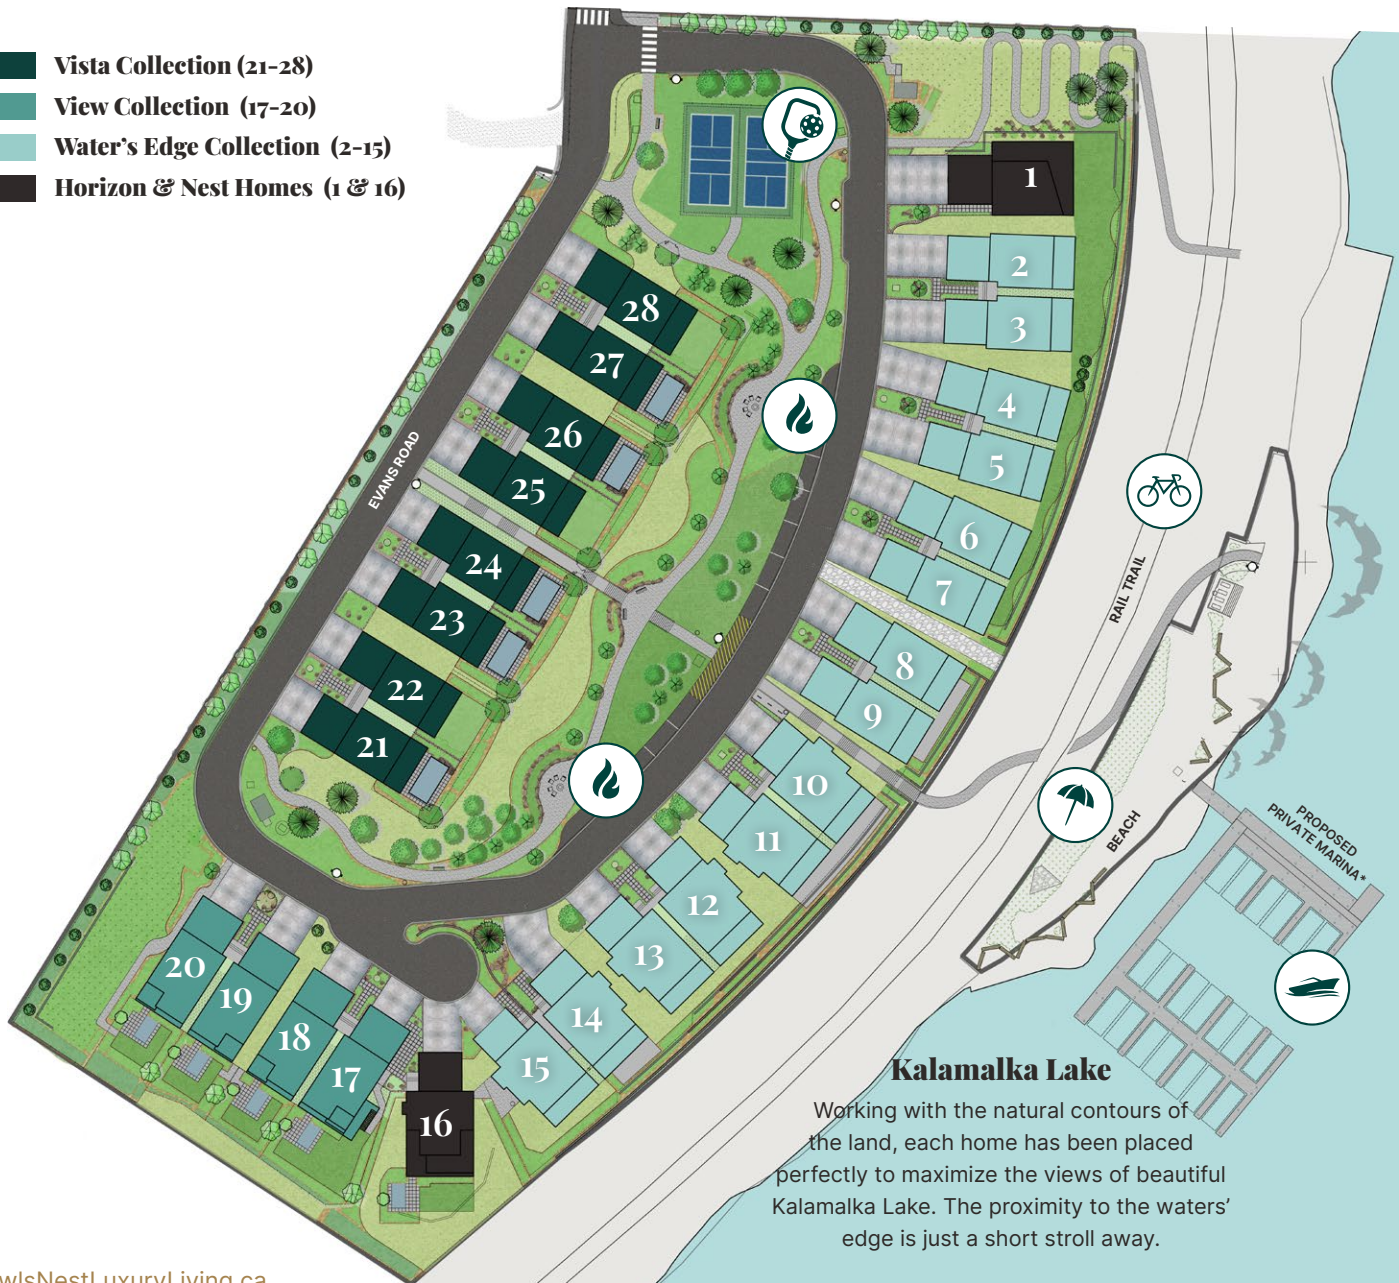 Vista Collection (21-28)
View Collection (17-20)
Water's Edge Collection (2-15)
Horizon & Nest Homes (1 & 16)
1
2
3
4
5
6
7
8
9
10
11
12
13
14
15
16
17
18
19
20
21
22
23
24
25
26
27
28
EVANS ROAD
RAIL TRAIL
BEACH
PROPOSED
PRIVATE MARINA*
Kalamalka Lake
Working with the natural contours of
the land, each home has been placed
perfectly to maximize the views of beautiful
Kalamalka Lake. The proximity to the waters'
edge is just a short stroll away.
wlsNestLuxuryLiving.ca